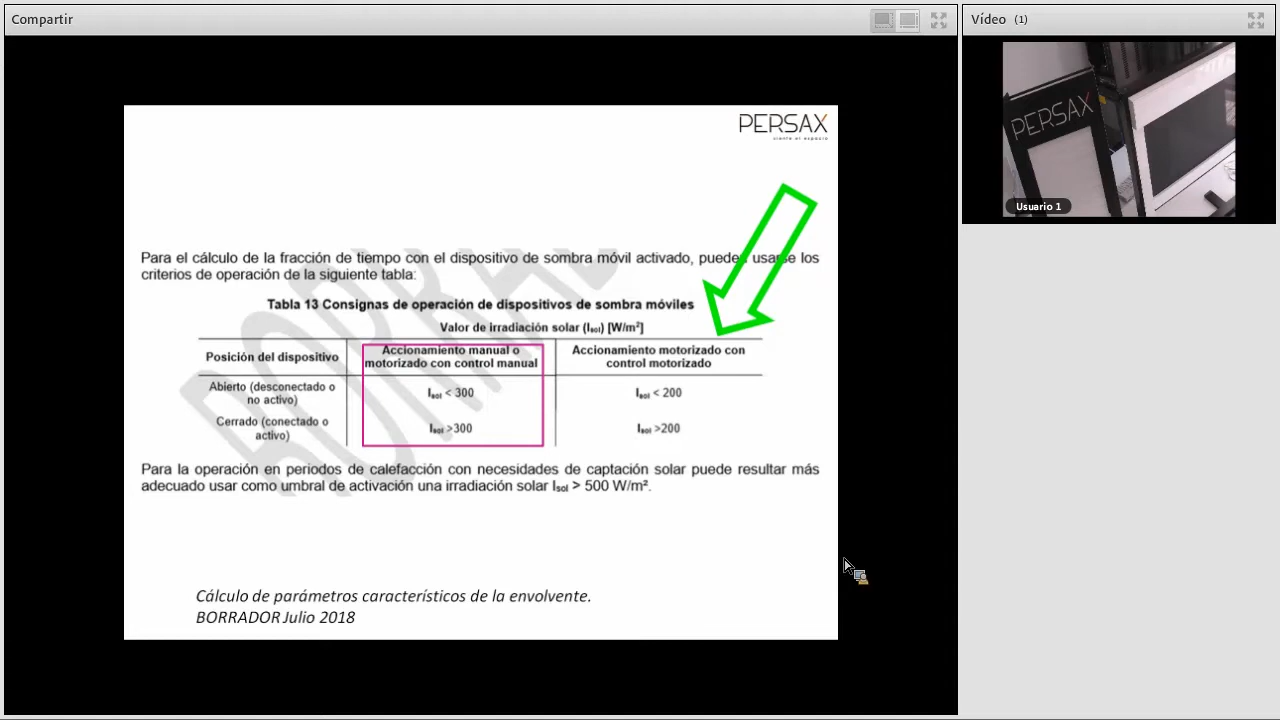 Compartir
Vídeo (1)
PERSAX
siente el espacio
PERSAX
Usuario 1
Para el cálculo de la fracción de tiempo con el dispositivo de sombra móvil activado, pueden usarse los
criterios de operación de la siguiente tabla:
Tabla 13 Consignas de operación de dispositivos de sombra móviles
Valor de irradiación solar (Isol) [W/m²]
Posición del dispositivo
Accionamiento manual o
motorizado con control manual
Accionamiento motorizado con
control motorizado
Abierto (desconectado o
no activo)
Isol < 300
Isol < 200
Cerrado (conectado o
activo)
Isol >300
Isol >200
Para la operación en periodos de calefacción con necesidades de captación solar puede resultar más
adecuado usar como umbral de activación una irradiación solar Isol > 500 W/m².
BORRADOR
Cálculo de parámetros característicos de la envolvente.
BORRADOR Julio 2018